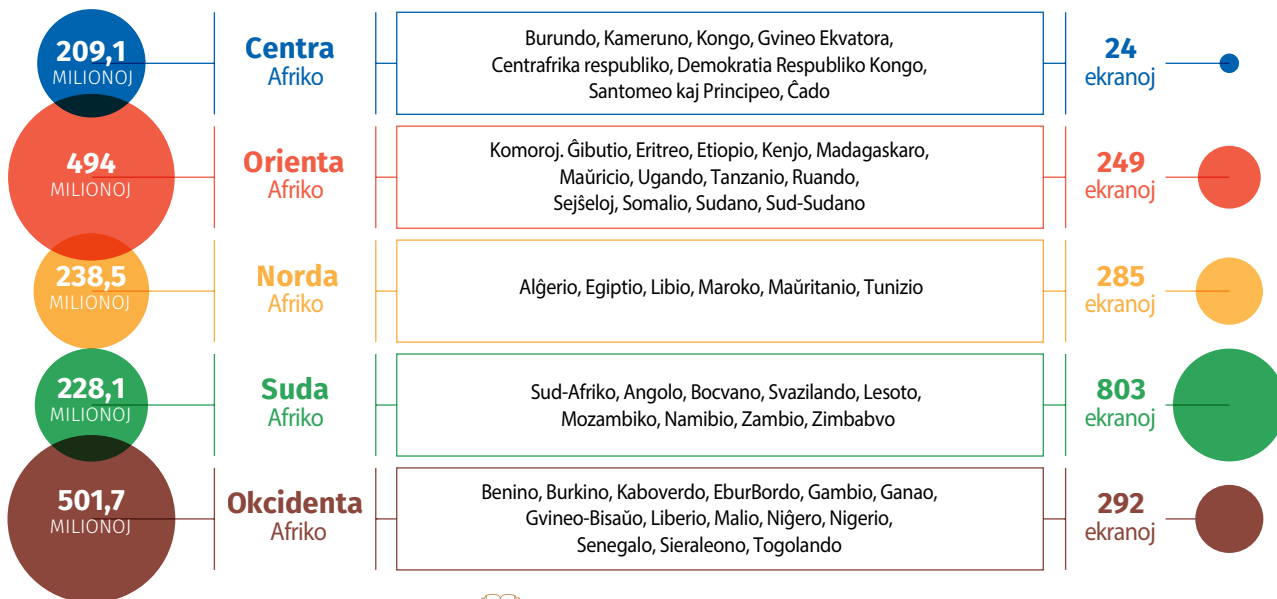 209,1
MILIONOJ
Centra
Afriko
Burundo, Kameruno, Kongo, Gvineo Ekvatora,
Centrafrika respubliko, Demokratia Respubliko Kongo,
Santomeo kaj Principeo, Ĉado
24
ekranoj
494
MILIONOJ
Orienta
Afriko
Komoroj. Ĝibutio, Eritreo, Etiopio, Kenjo, Madagaskaro,
Maŭricio, Ugando, Tanzanio, Ruando,
Sejŝeloj, Somalio, Sudano, Sud-Sudano
249
ekranoj
238,5
MILIONOJ
Norda
Afriko
Alĝerio, Egiptio, Libio, Maroko, Maŭritanio, Tunizio
285
ekranoj
228,1
MILIONOJ
Suda
Afriko
Sud-Afriko, Angolo, Bocvano, Svazilando, Lesoto,
Mozambiko, Namibio, Zambio, Zimbabvo
803
ekranoj
501,7
MILIONOJ
Okcidenta
Afriko
Benino, Burkino, Kaboverdo, EburBordo, Gambio, Ganao,
Gvineo-Bisaŭo, Liberio, Malio, Niĝero, Nigerio,
Senegalo, Sieraleono, Togolando
292
ekranoj